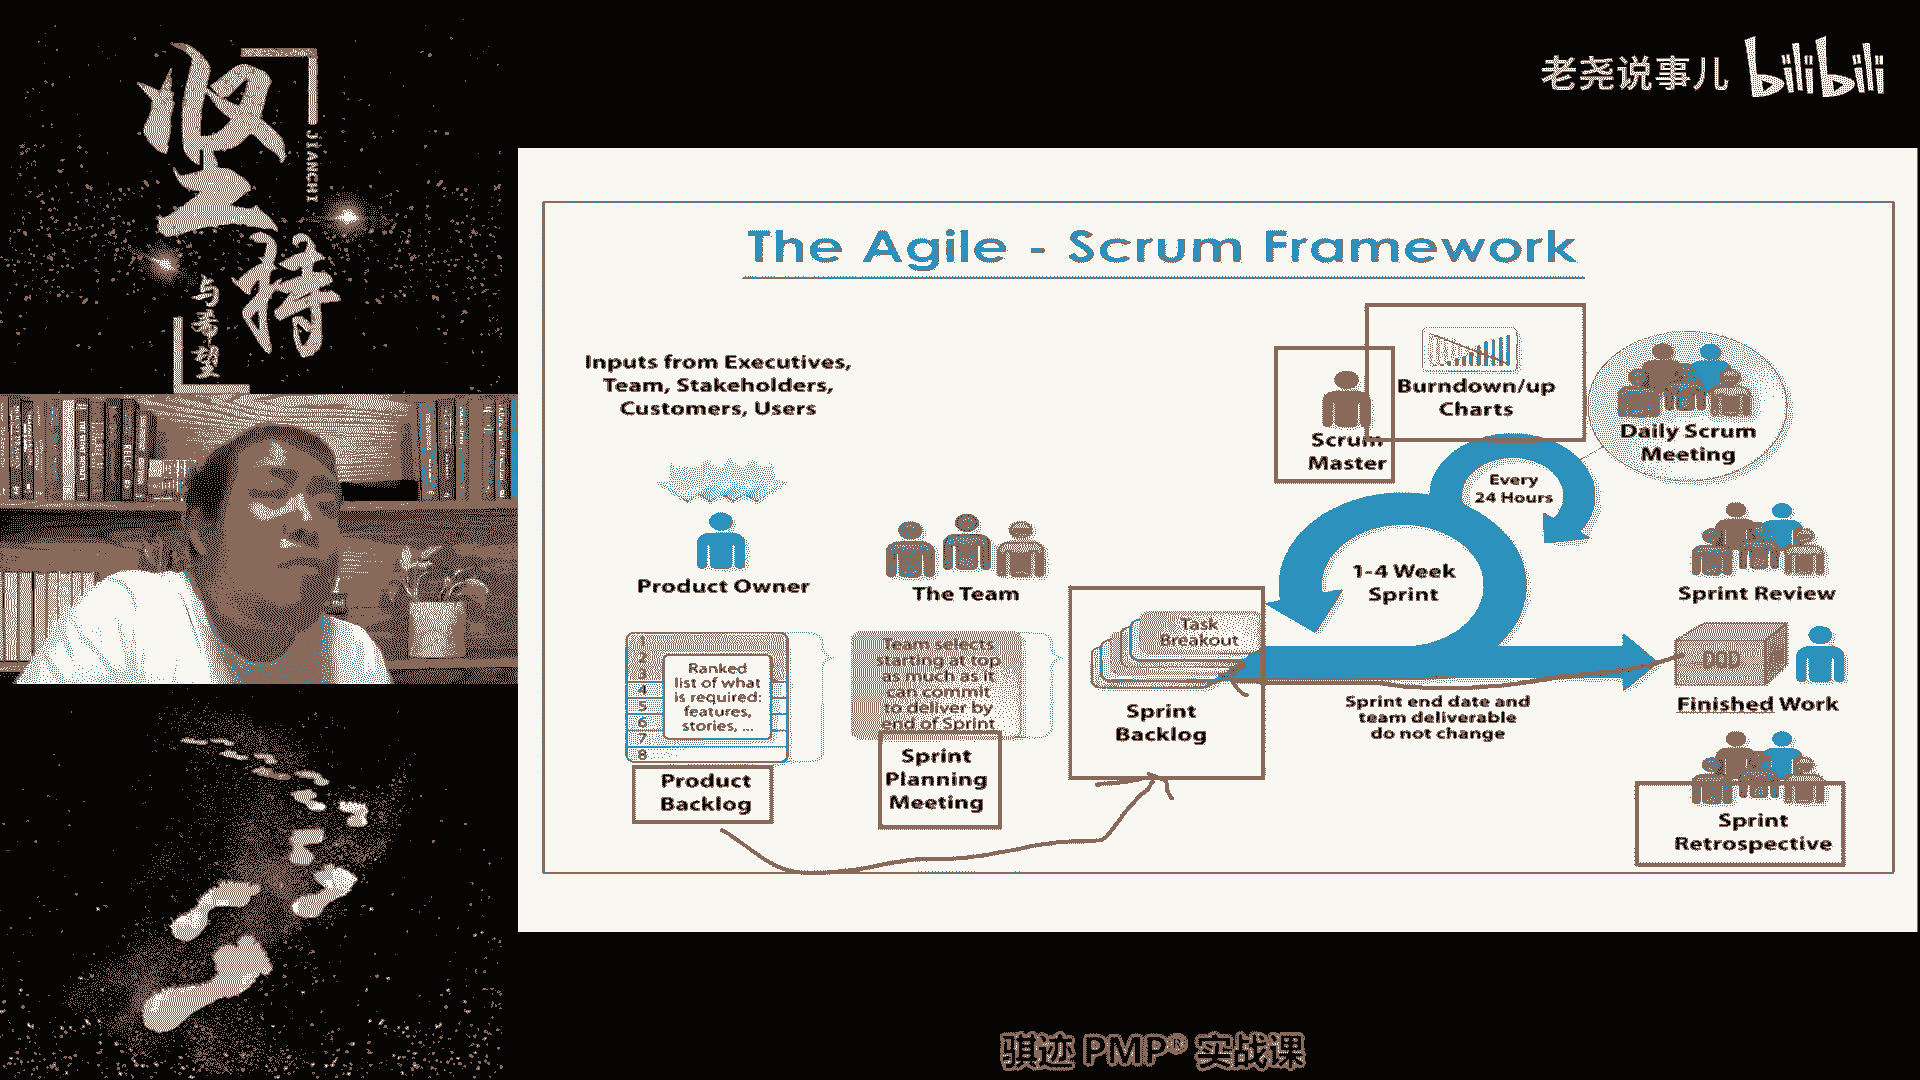 坚持
JIANCHI
与希望
老尧说事儿 bilibili
The Agile - Scrum Framework
Inputs from Executives,
Team, Stakeholders,
Customers, Users
Product Owner
The Team
1
2
3
4
5
6
7
8
Ranked
list of what
is required:
features,
stories, ...
Product
Backlog
Team selects
starting at top
as much as it
can commit
to deliver by
end of Sprint
Sprint
Planning
Meeting
Task
Breakout
Sprint
Backlog
Scrum
Master
Burndown/up
Charts
Every
24 Hours
1-4 Week
Sprint
Sprint end date and
team deliverable
do not change
Daily Scrum
Meeting
Sprint Review
Finished Work
Sprint
Retrospective
骐迹 PMP® 实战课